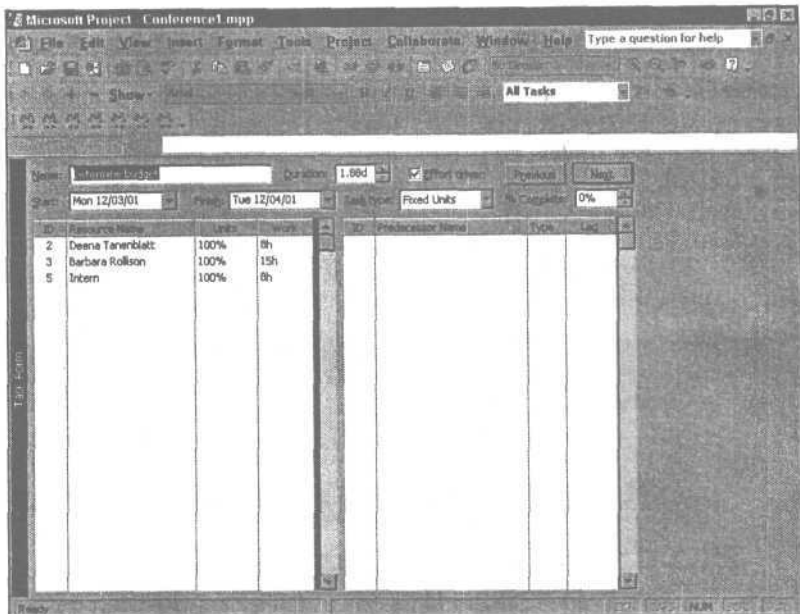 Microsoft Project - Conference1.mpp
File Edit View Insert Format Tools Project Collaborate Window Help Type a question for help
Show All Tasks
Name: Determine budget Duration: 1.88d Effort driven Previous Next
Start: Mon 12/03/01 Finish: Tue 12/04/01 Task type: Fixed Units % Complete: 0%
ID Resource Name Units Work ID Predecessor Name Type Lag
2 Deena Tanenblatt 100% 8h
3 Barbara Rollison 100% 15h
5 Intern 100% 8h
Task Form
Ready NUM